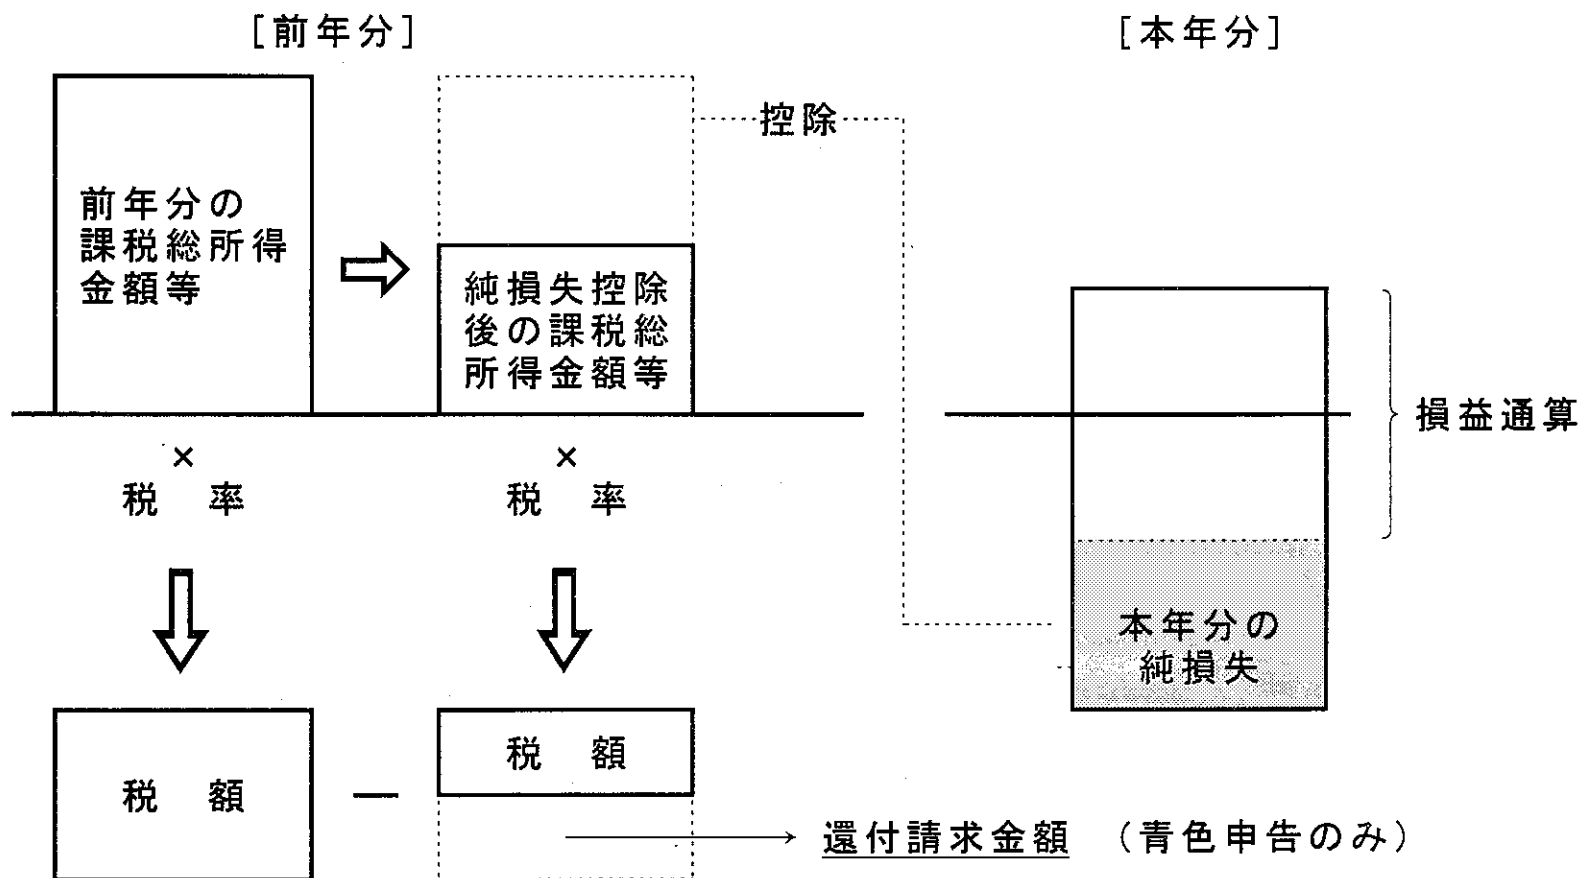 [前年分]
[本年分]
控除
前年分の
課税総所得
金額等
純損失控除
後の課税総
所得金額等
損益通算
×
税　率
×
税　率
本年分の
純損失
税　額
－
税　額
還付請求金額　（青色申告のみ）